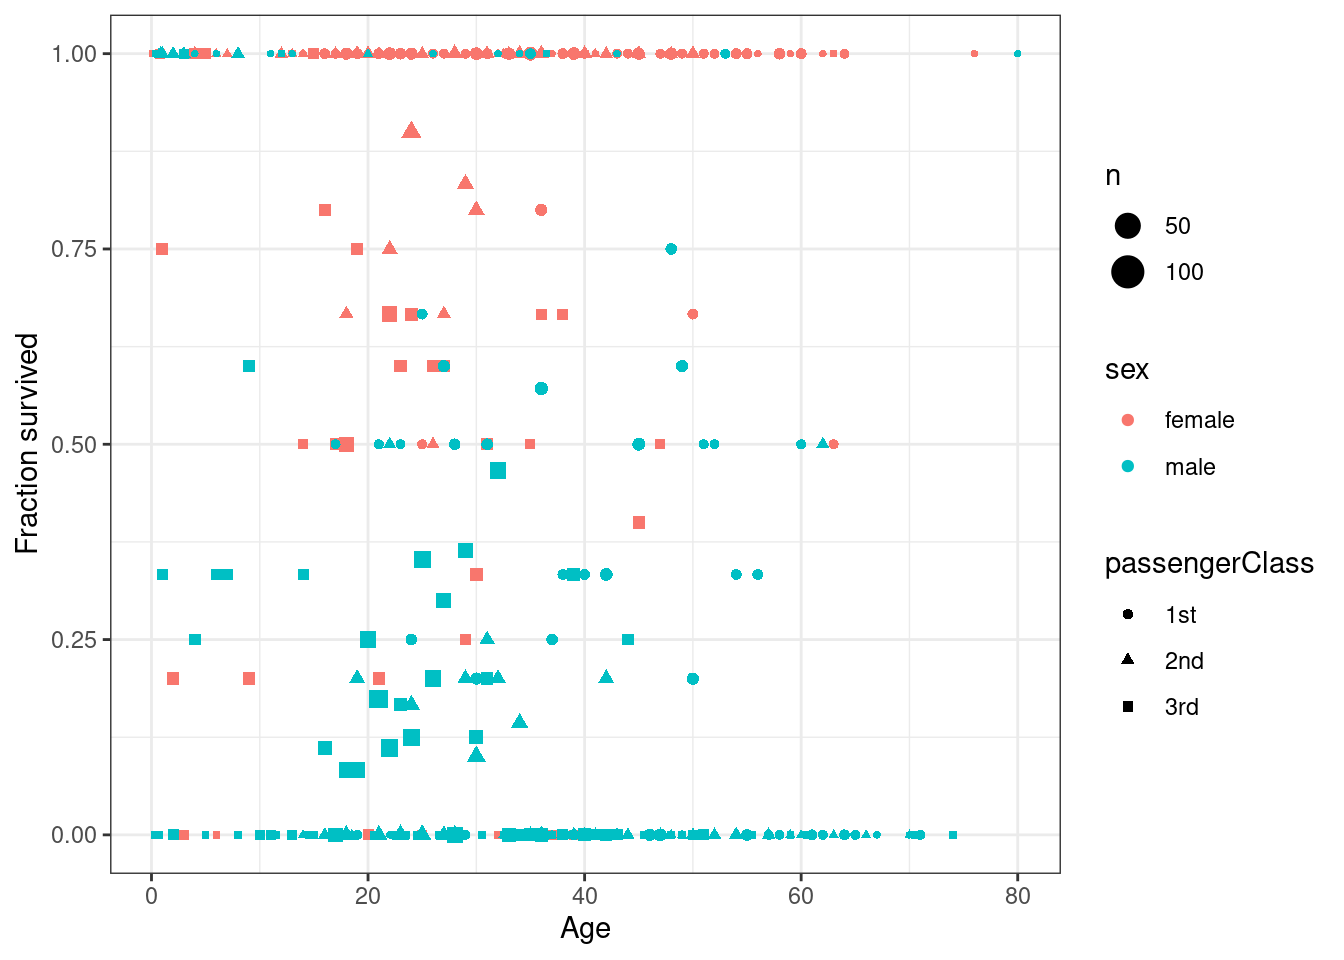 1.00
0.75
0.50
0.25
0.00
Fraction survived
0 20 40 60 80
Age
n
50
100
sex
female
male
passengerClass
1st
2nd
3rd